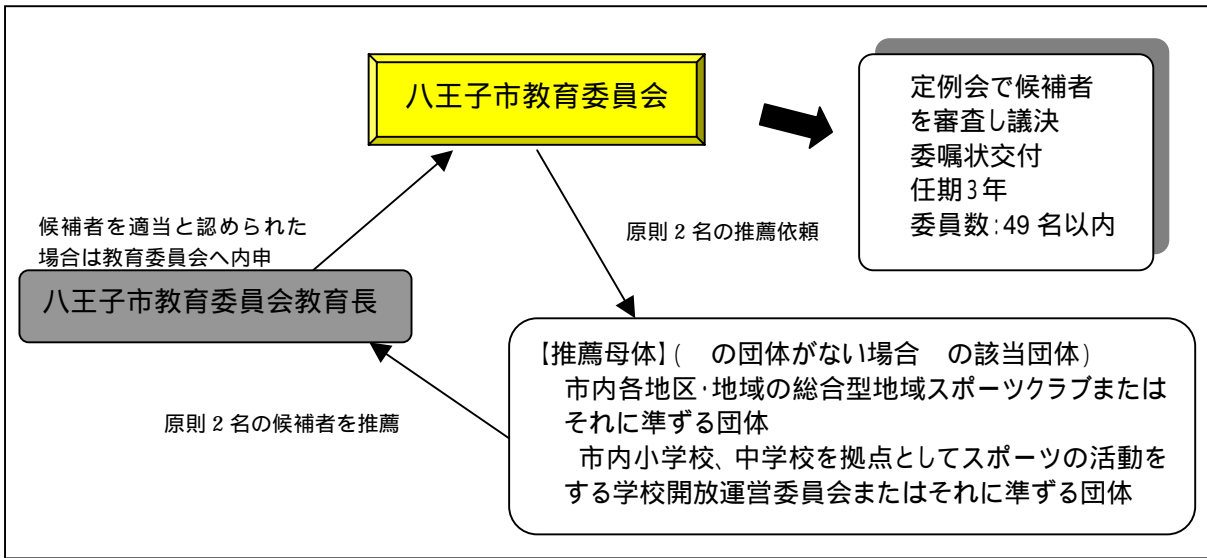 八王子市教育委員会
定例会で候補者
を審査し議決
委嘱状交付
任期3年
委員数:49名以内
候補者を適当と認められた
場合は教育委員会へ内申
原則2名の推薦依頼
八王子市教育委員会教育長
原則2名の候補者を推薦
【推薦母体】(　の団体がない場合　の該当団体)
市内各地区・地域の総合型地域スポーツクラブまたは
それに準ずる団体
市内小学校、中学校を拠点としてスポーツの活動を
する学校開放運営委員会またはそれに準ずる団体